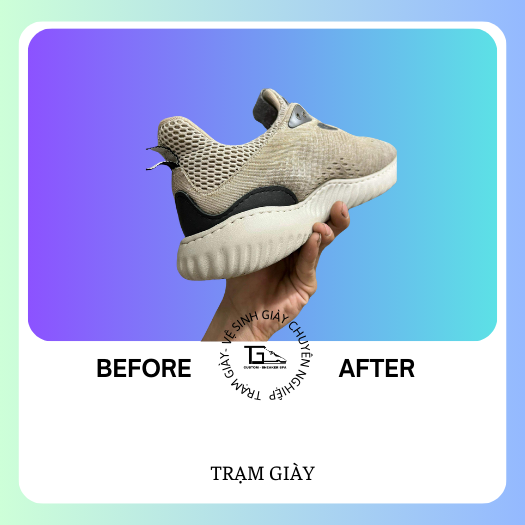 BEFORE
AFTER
TRẠM GIÀY - VỆ SINH GIÀY CHUYÊN NGHIỆP
TG
CUSTOM - SNEAKER SPA
TRẠM GIÀY